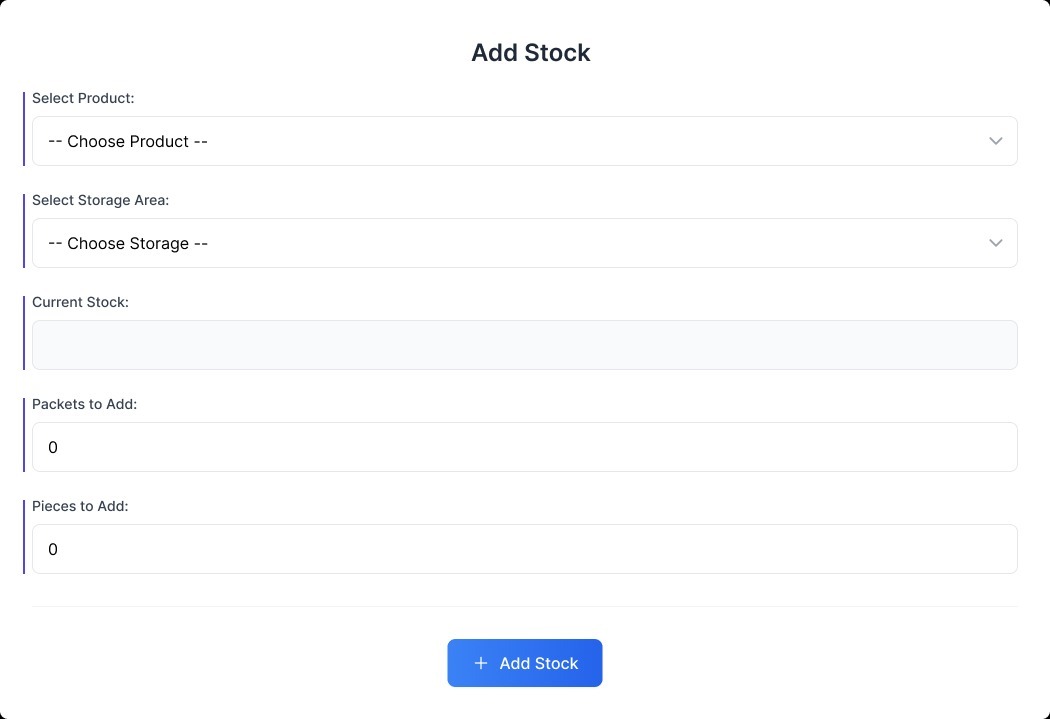 Add Stock
Select Product:
-- Choose Product --
Select Storage Area:
-- Choose Storage --
Current Stock:
Packets to Add:
0
Pieces to Add:
0
+ Add Stock